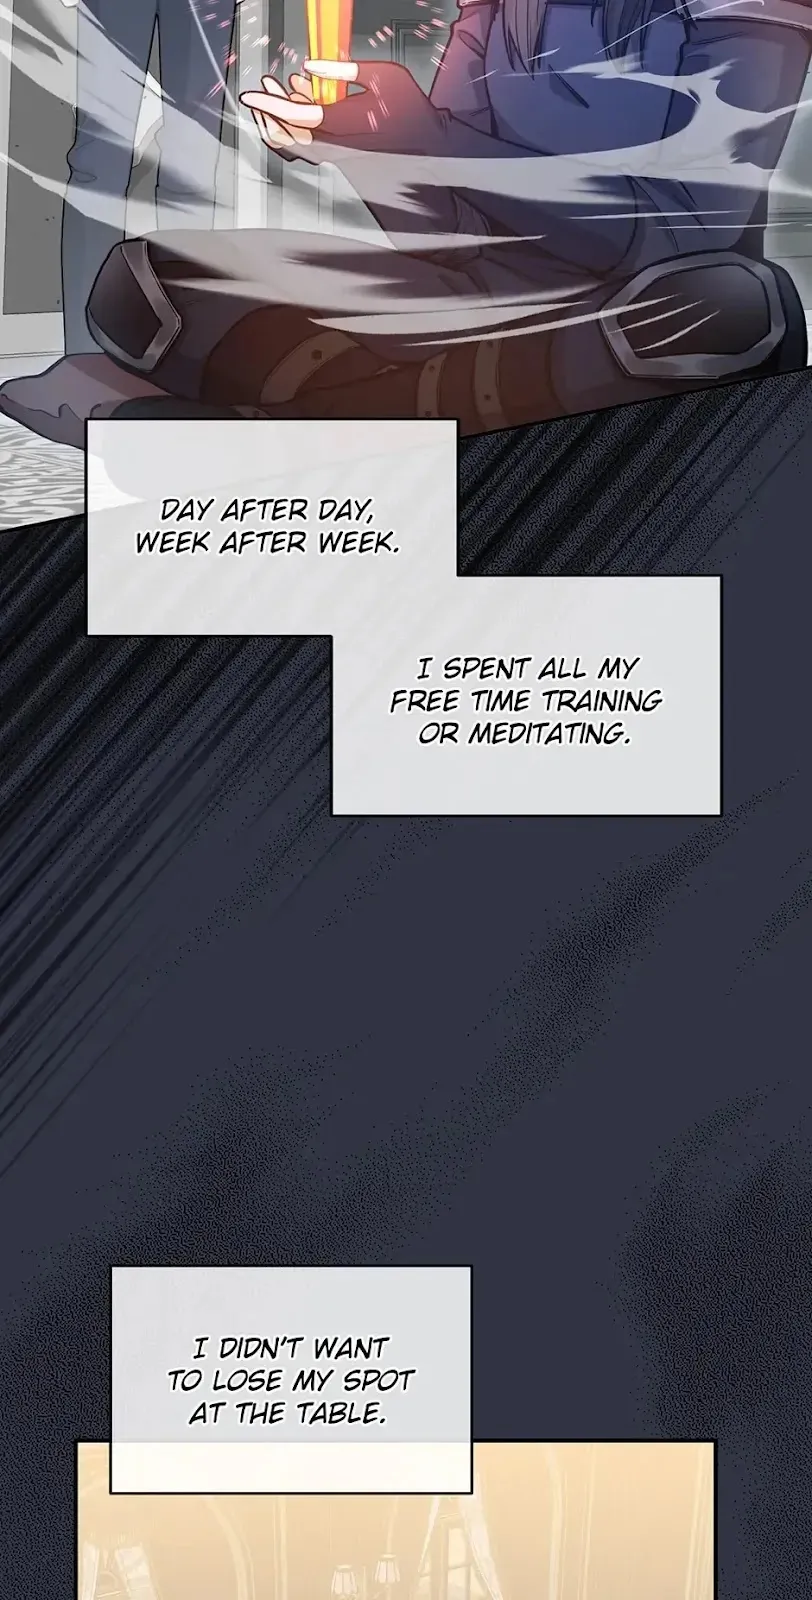 DAY AFTER DAY,
WEEK AFTER WEEK.
I SPENT ALL MY
FREE TIME TRAINING
OR MEDITATING.
I DIDN'T WANT
TO LOSE MY SPOT
AT THE TABLE.